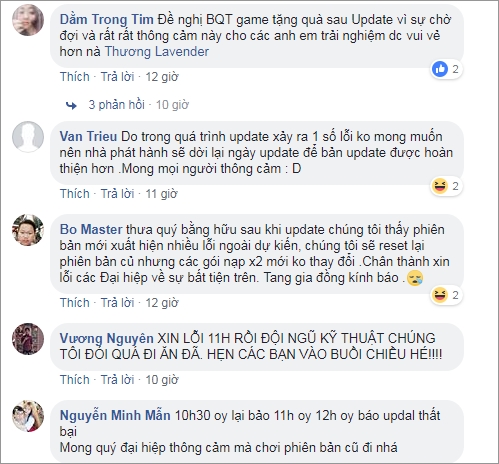 Dằm Trong Tim Đề nghị BQT game tặng quà sau Update vì sự chờ
đợi và rất rất thông cảm này cho các anh em trải nghiệm dc vui vẻ
hơn nà Thương Lavender
2
Thích · Trả lời · 12 giờ
3 phản hồi · 10 giờ
Van Trieu Do trong quá trình update xảy ra 1 số lỗi ko mong muốn
nên nhà phát hành sẽ dời lại ngày update để bản update được hoàn
thiện hơn .Mong mọi người thông cảm : D
2
Thích · Trả lời · 11 giờ
Bo Master thưa quý bằng hữu sau khi update chúng tôi thấy phiên
bản mới xuất hiện nhiều lỗi ngoài dự kiến, chúng tôi sẽ reset lại
phiên bản củ nhưng các gói nạp x2 mới ko thay đổi .Chân thành xin
lỗi các Đại hiệp về sự bất tiện trên. Tang gia đồng kính báo .😪
2
Thích · Trả lời · 12 giờ
Vương Nguyên XIN LỖI 11H RỒI ĐỘI NGŨ KỸ THUẬT CHÚNG
TÔI ĐÓI QUÁ ĐI ĂN ĐÃ. HẸN CÁC BẠN VÀO BUỔI CHIỀU HÉ!!!!
Thích · Trả lời · 10 giờ
Nguyễn Minh Mẫn 10h30 oy lại bảo 11h oy 12h oy báo updal thất
bại
Mong quý đại hiệp thông cảm mà chơi phiên bản cũ đi nhá